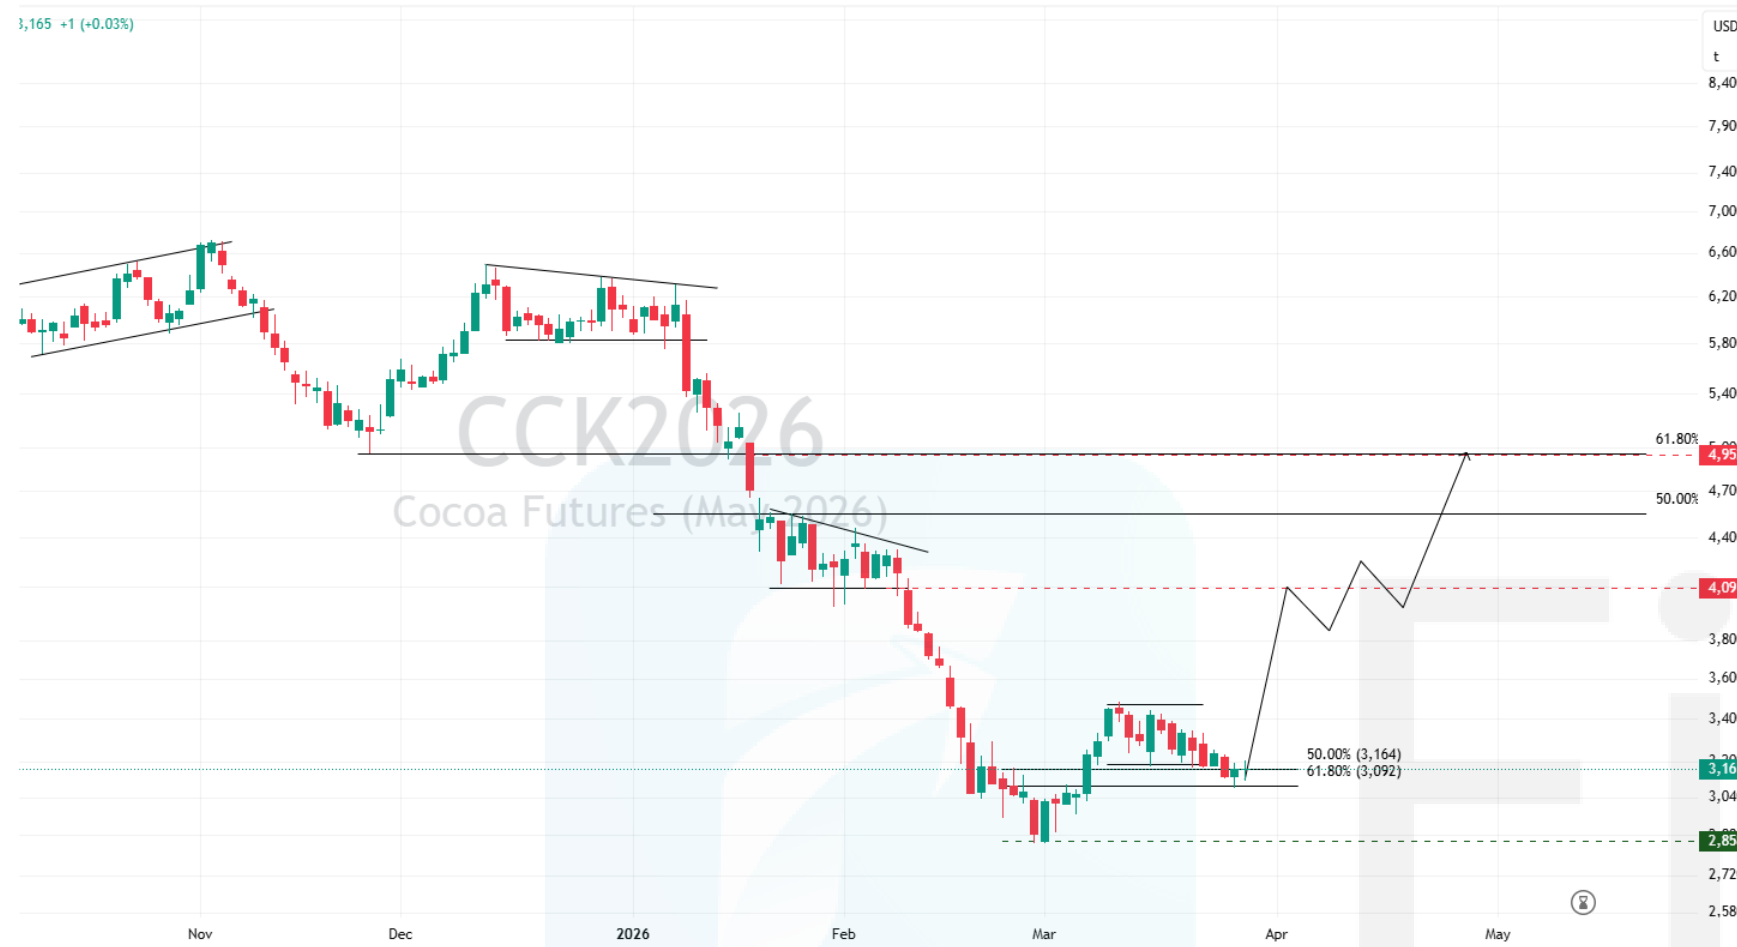 3,165 +1 (+0.03%)
USD
t
8,40
7,90
7,40
7,00
6,60
6,20
5,80
5,40
61.80%
4,95
4,70
50.00%
4,40
4,09
3,80
3,60
3,40
50.00% (3,164)
61.80% (3,092)
3,16
3,04
2,85
2,72
2,58
CCK2026
Cocoa Futures (May 2026)
Fi
Nov
Dec
2026
Feb
Mar
Apr
May